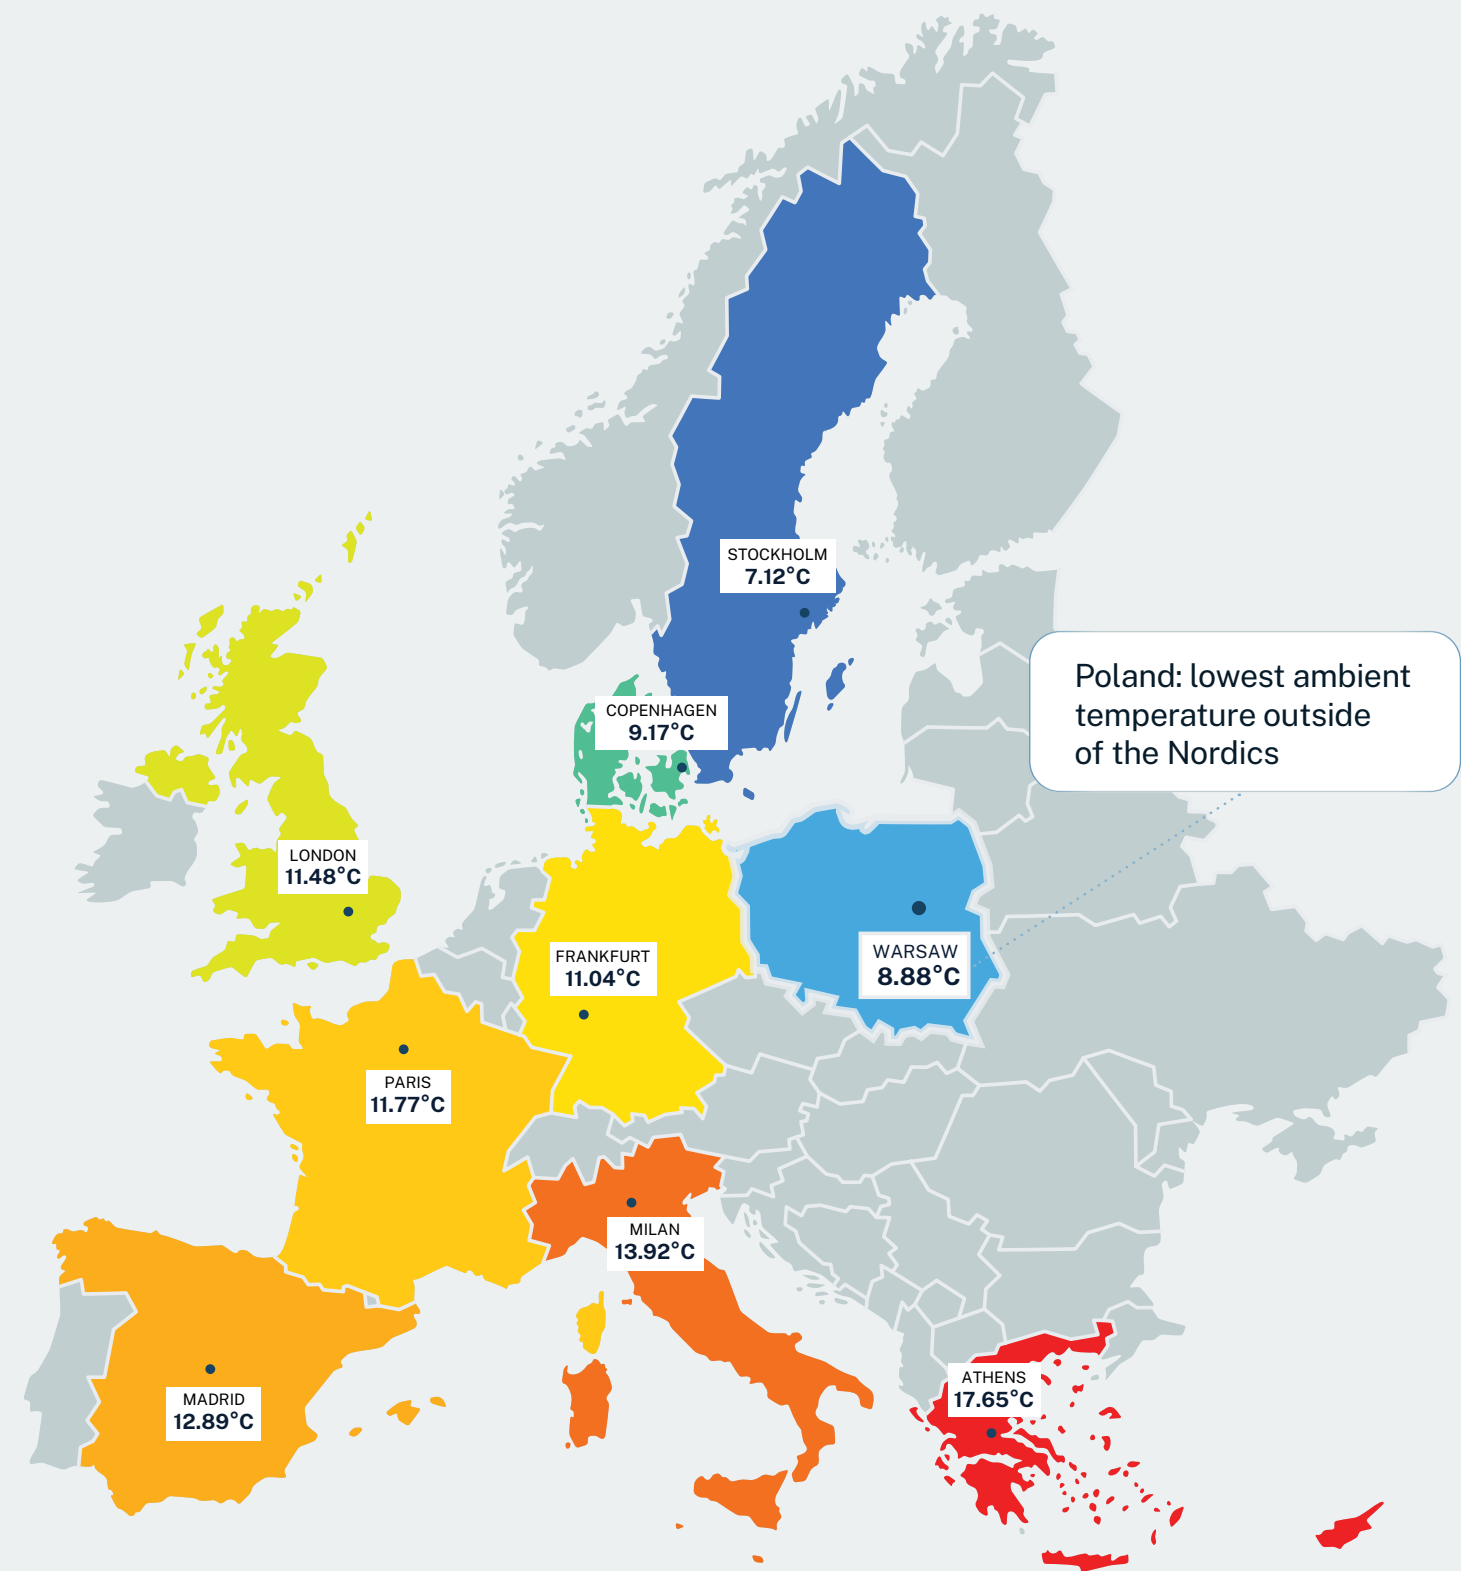 STOCKHOLM
7.12°C
Poland: lowest ambient
temperature outside
of the Nordics
COPENHAGEN
9.17°C
LONDON
11.48°C
FRANKFURT
11.04°C
WARSAW
8.88°C
PARIS
11.77°C
MILAN
13.92°C
ATHENS
17.65°C
MADRID
12.89°C